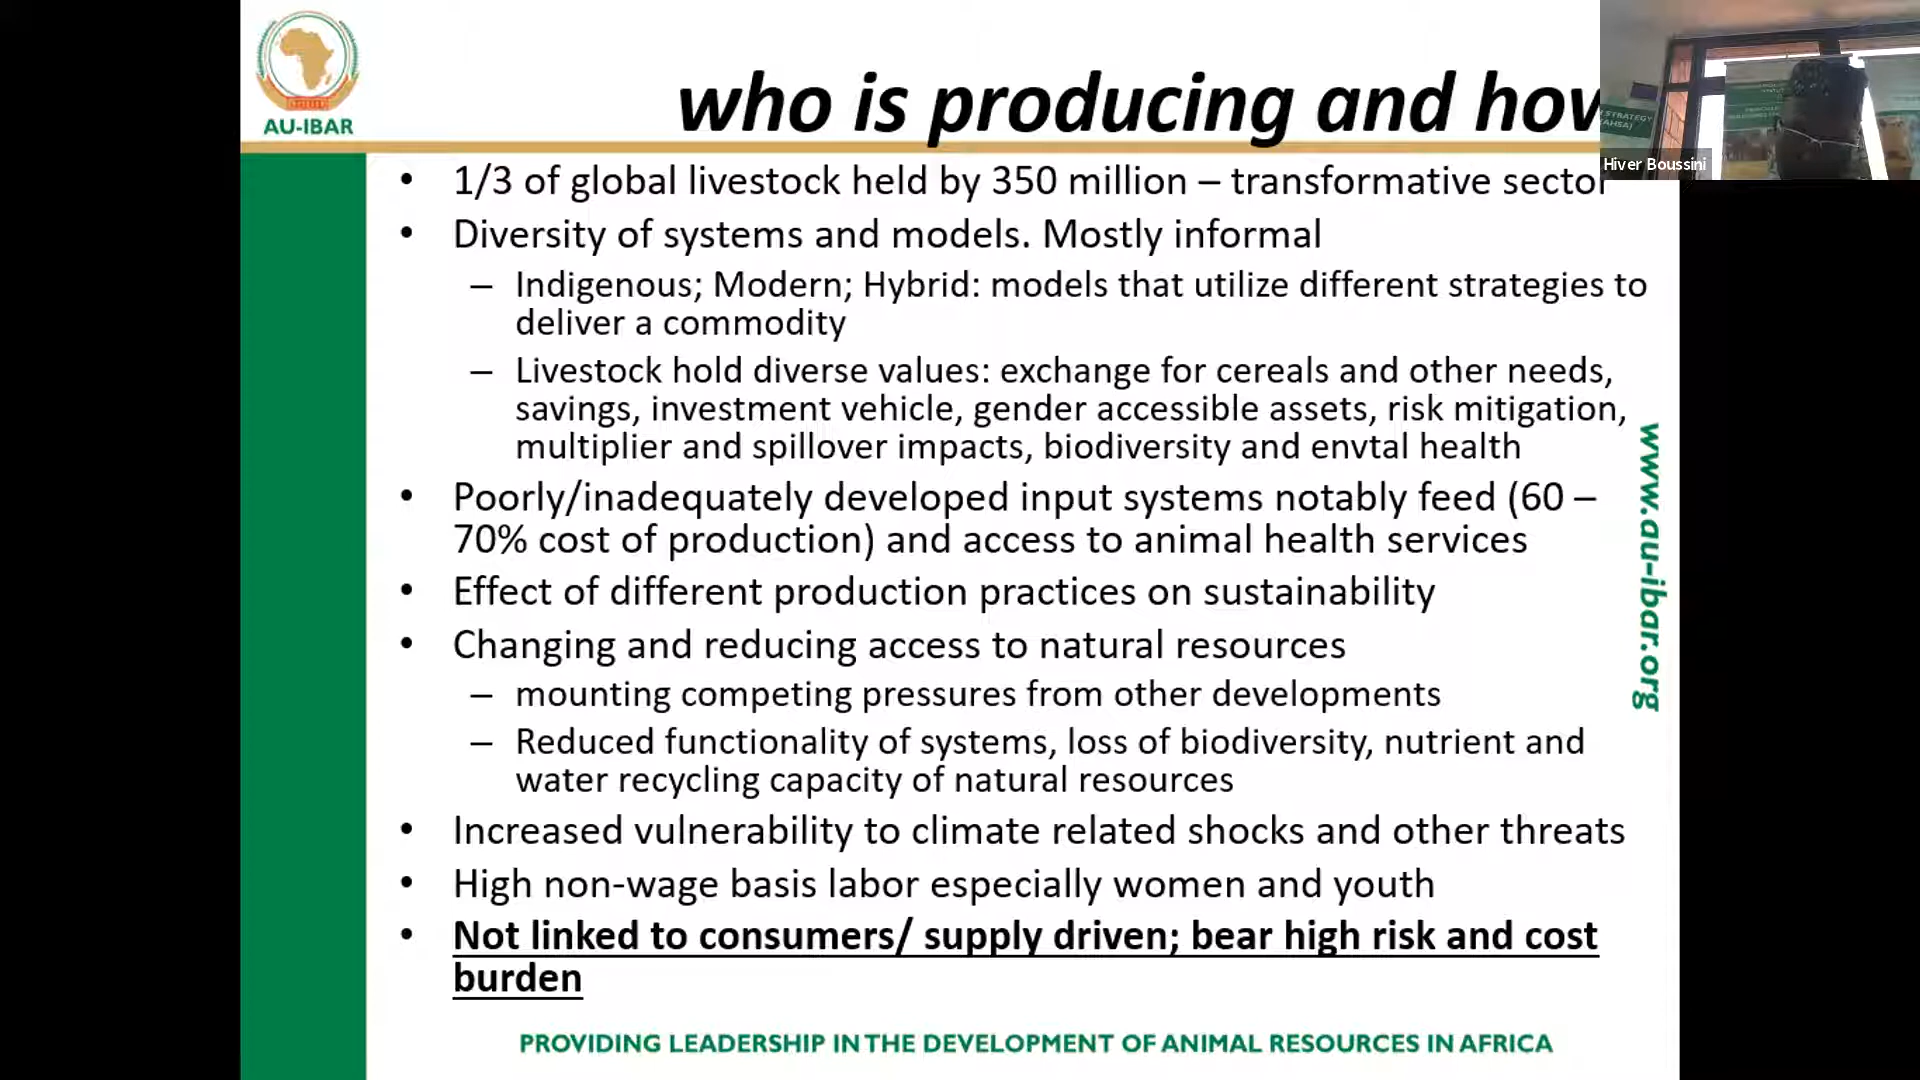 AU-IBAR
who is producing and how
Hiver Boussini
STRATEGY
(AHSA)
• 1/3 of global livestock held by 350 million – transformative sector
• Diversity of systems and models. Mostly informal
– Indigenous; Modern; Hybrid: models that utilize different strategies to
deliver a commodity
– Livestock hold diverse values: exchange for cereals and other needs,
savings, investment vehicle, gender accessible assets, risk mitigation,
multiplier and spillover impacts, biodiversity and envtal health
• Poorly/inadequately developed input systems notably feed (60 –
70% cost of production) and access to animal health services
• Effect of different production practices on sustainability
• Changing and reducing access to natural resources
– mounting competing pressures from other developments
– Reduced functionality of systems, loss of biodiversity, nutrient and
water recycling capacity of natural resources
• Increased vulnerability to climate related shocks and other threats
• High non-wage basis labor especially women and youth
• Not linked to consumers/ supply driven; bear high risk and cost
burden
www.au-ibar.org
PROVIDING LEADERSHIP IN THE DEVELOPMENT OF ANIMAL RESOURCES IN AFRICA